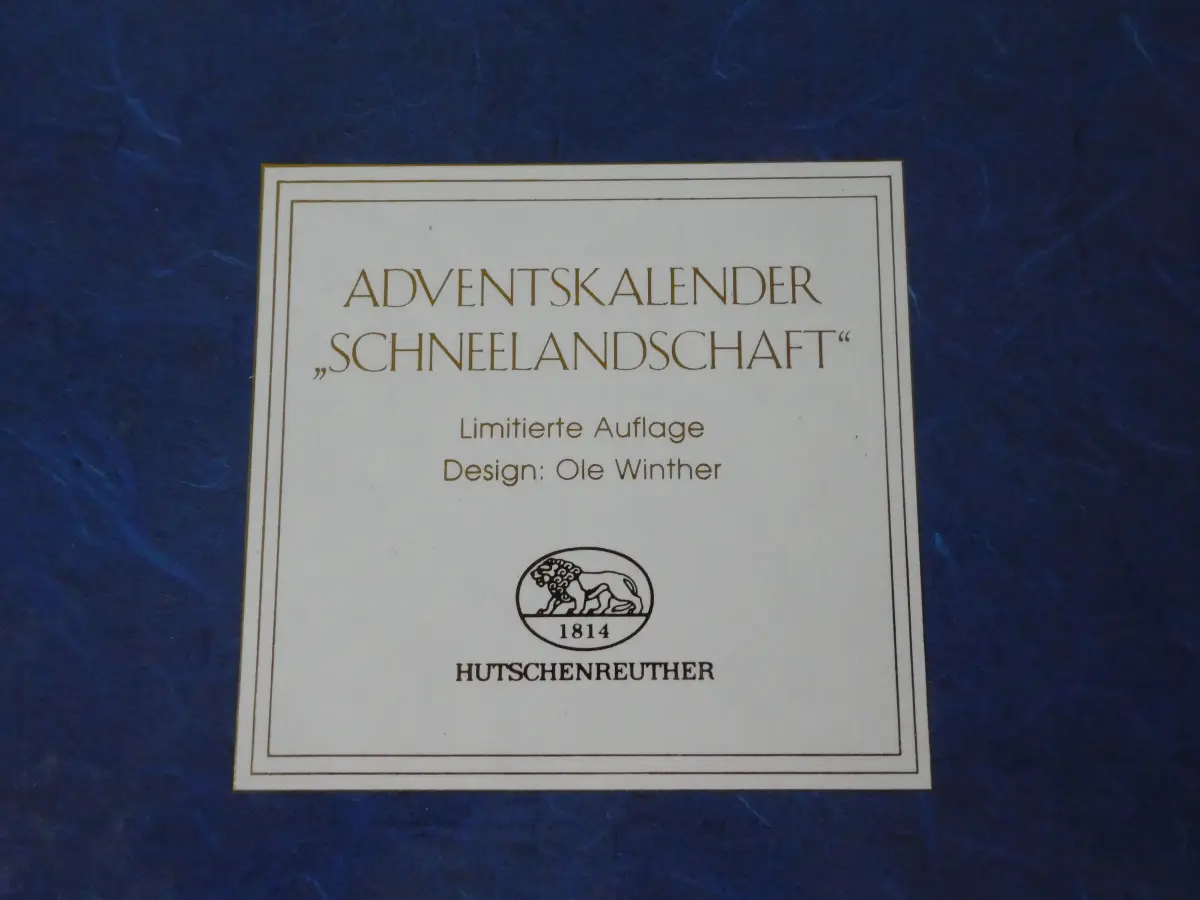 ADVENTSKALENDER
„SCHNEELANDSCHAFT“
Limitierte Auflage
Design: Ole Winther
1814
HUTSCHENREUTHER